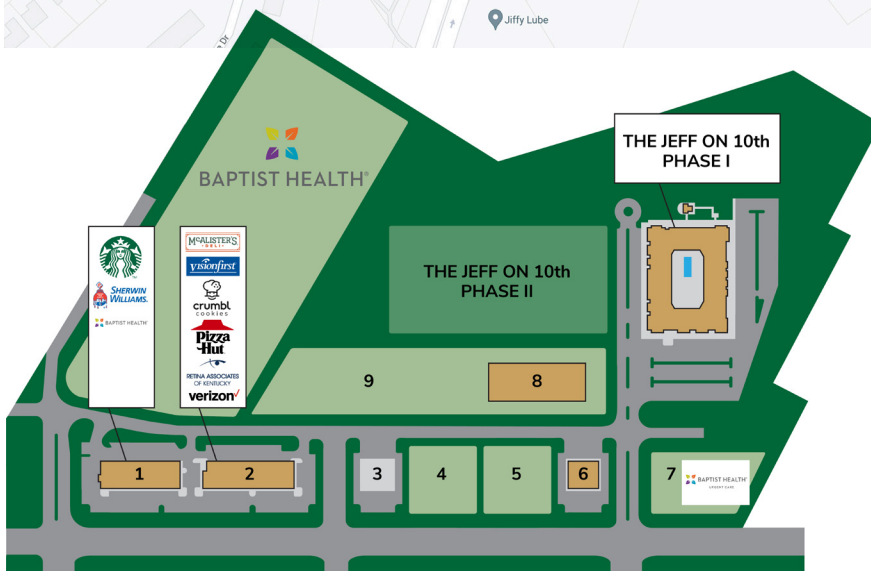 e Dr
Jiffy Lube
BAPTIST HEALTH®
THE JEFF ON 10th
PHASE I
THE JEFF ON 10th
PHASE II
SHERWIN
WILLIAMS.
BAPTIST HEALTH
McALISTER'S
DELI
visionfirst
crumbl
cookies
Pizza
Hut
RETINA ASSOCIATES
OF KENTUCKY
verizon
9
8
1
2
3
4
5
6
7
BAPTIST HEALTH
URGENT CARE